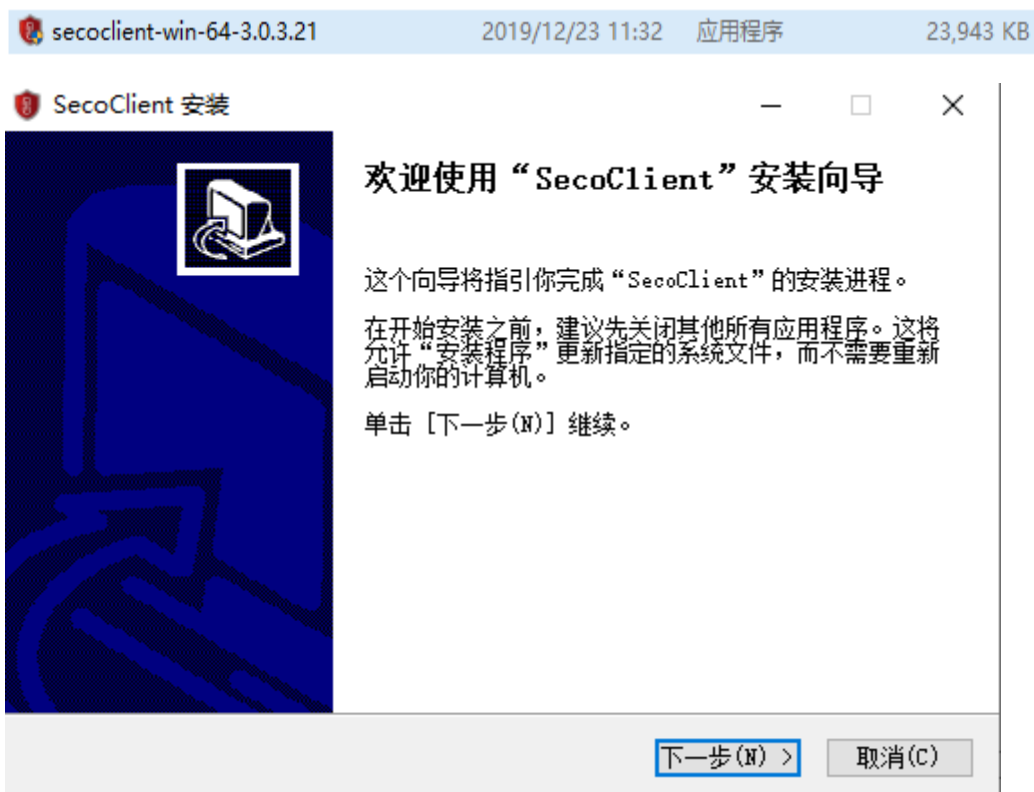 secoclient-win-64-3.0.3.21 2019/12/23 11:32 应用程序 23,943 KB
SecoClient 安装
欢迎使用“SecoClient”安装向导
这个向导将指引你完成“SecoClient”的安装进程。
在开始安装之前，建议先关闭其他所有应用程序。这将
允许“安装程序”更新指定的系统文件，而不需要重新
启动你的计算机。
单击 [下一步(N)] 继续。
下一步(N) > 取消(C)